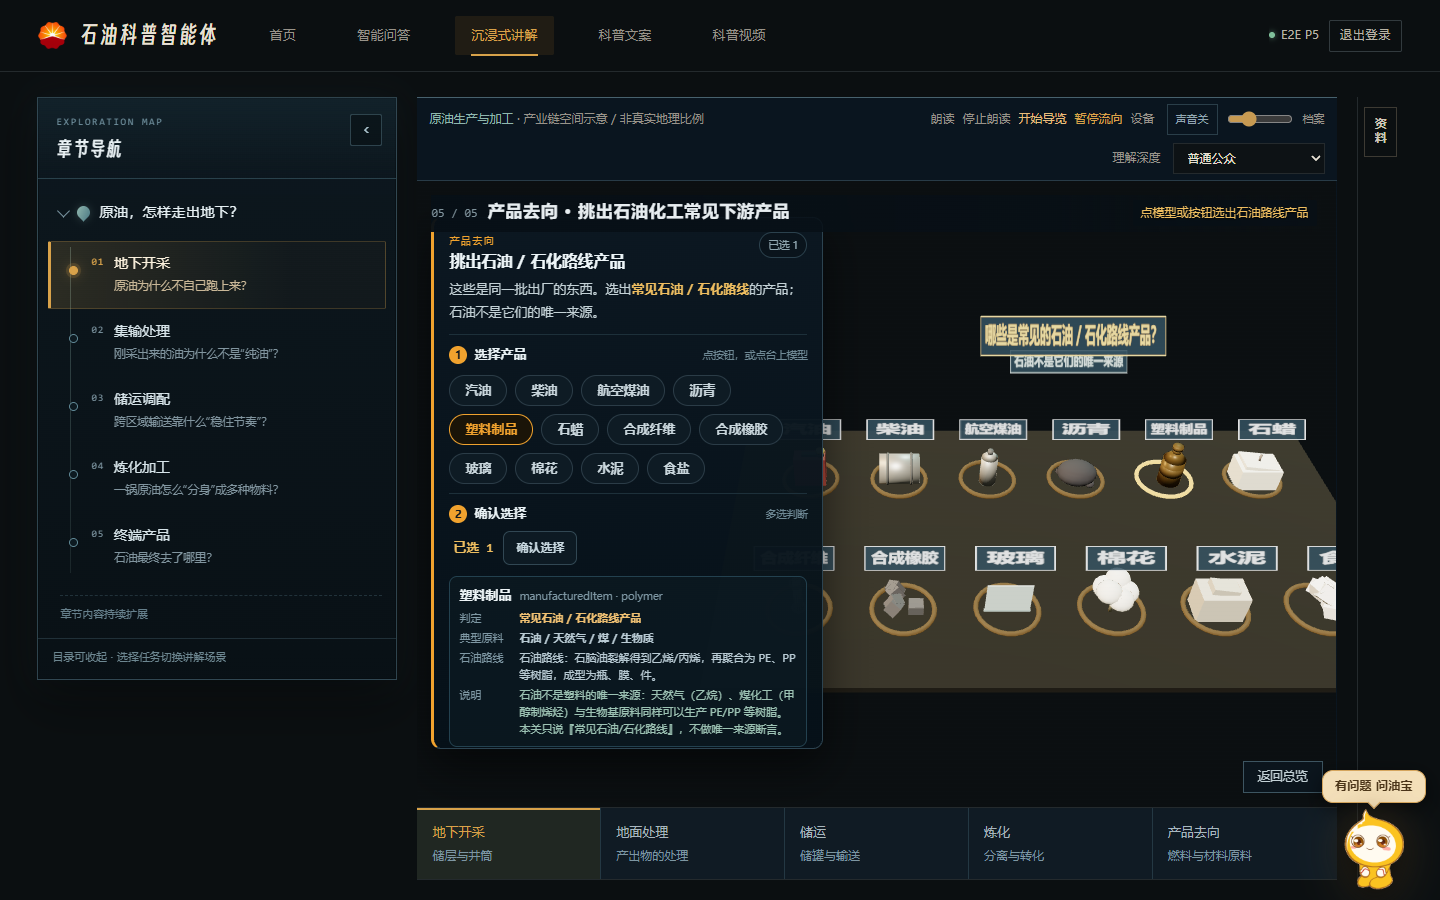 石油科普智能体
首页
智能问答
沉浸式讲解
科普文案
科普视频
E2E P5
退出登录
EXPLORATION MAP
章节导航
‹
原油，怎样走出地下？
01 地下开采
原油为什么不自己跑上来？
02 集输处理
刚采出来的油为什么不是“纯油”？
03 储运调配
跨区域输送靠什么“稳住节奏”？
04 炼化加工
一锅原油怎么“分身”成多种物料？
05 终端产品
石油最终去了哪里？
章节内容持续扩展
目录可收起 · 选择任务切换讲解场景
原油生产与加工 · 产业链空间示意 / 非真实地理比例
朗读 停止朗读 开始导览 暂停流向 设备 声音关 档案
理解深度 普通公众
资料
05 / 05 产品去向 · 挑出石油化工常见下游产品
点模型或按钮选出石油路线产品
产品去向
已选 1
挑出石油 / 石化路线产品
这些是同一批出厂的东西。选出常见石油 / 石化路线的产品；
石油不是它们的唯一来源。
1 选择产品
点按钮，或点台上模型
汽油 柴油 航空煤油 沥青
塑料制品 石蜡 合成纤维 合成橡胶
玻璃 棉花 水泥 食盐
2 确认选择
多选判断
已选 1 确认选择
塑料制品 manufacturedItem · polymer
判定 常见石油 / 石化路线产品
典型原料 石油 / 天然气 / 煤 / 生物质
石油路线 石油路线：石脑油裂解得到乙烯/丙烯，再聚合为 PE、PP
等树脂，成型为瓶、膜、件。
说明 石油不是塑料的唯一来源：天然气（乙烷）、煤化工（甲
醇制烯烃）与生物基原料同样可以生产 PE/PP 等树脂。
本关只说『常见石油/石化路线』，不做唯一来源断言。
哪些是常见的石油 / 石化路线产品？
石油不是它们的唯一来源
柴油 航空煤油 沥青 塑料制品 石蜡
合成橡胶 玻璃 棉花 水泥
返回总览
有问题 问油宝
地下开采
储层与井筒
地面处理
产出物的处理
储运
储罐与输送
炼化
分离与转化
产品去向
燃料与材料原料